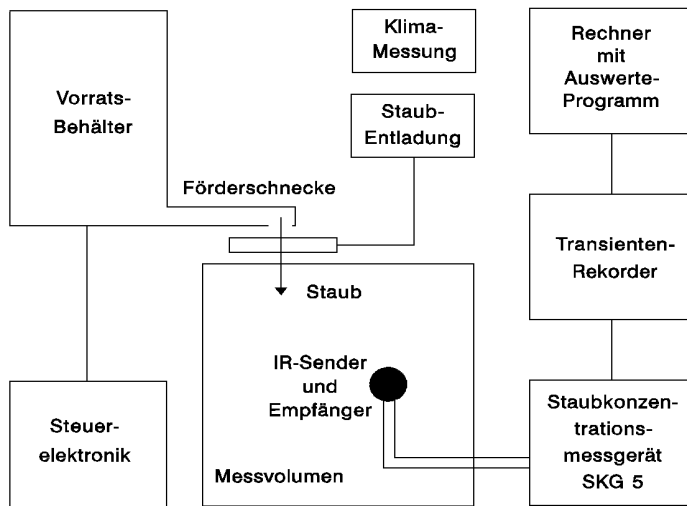 Vorrats-
Behälter
Klima-
Messung
Rechner
mit
Auswerte-
Programm
Staub-
Entladung
Förderschnecke
Transienten-
Rekorder
Staub
IR-Sender
und
Empfänger
Messvolumen
Steuer-
elektronik
Staubkonzen-
trations-
messgerät
SKG 5